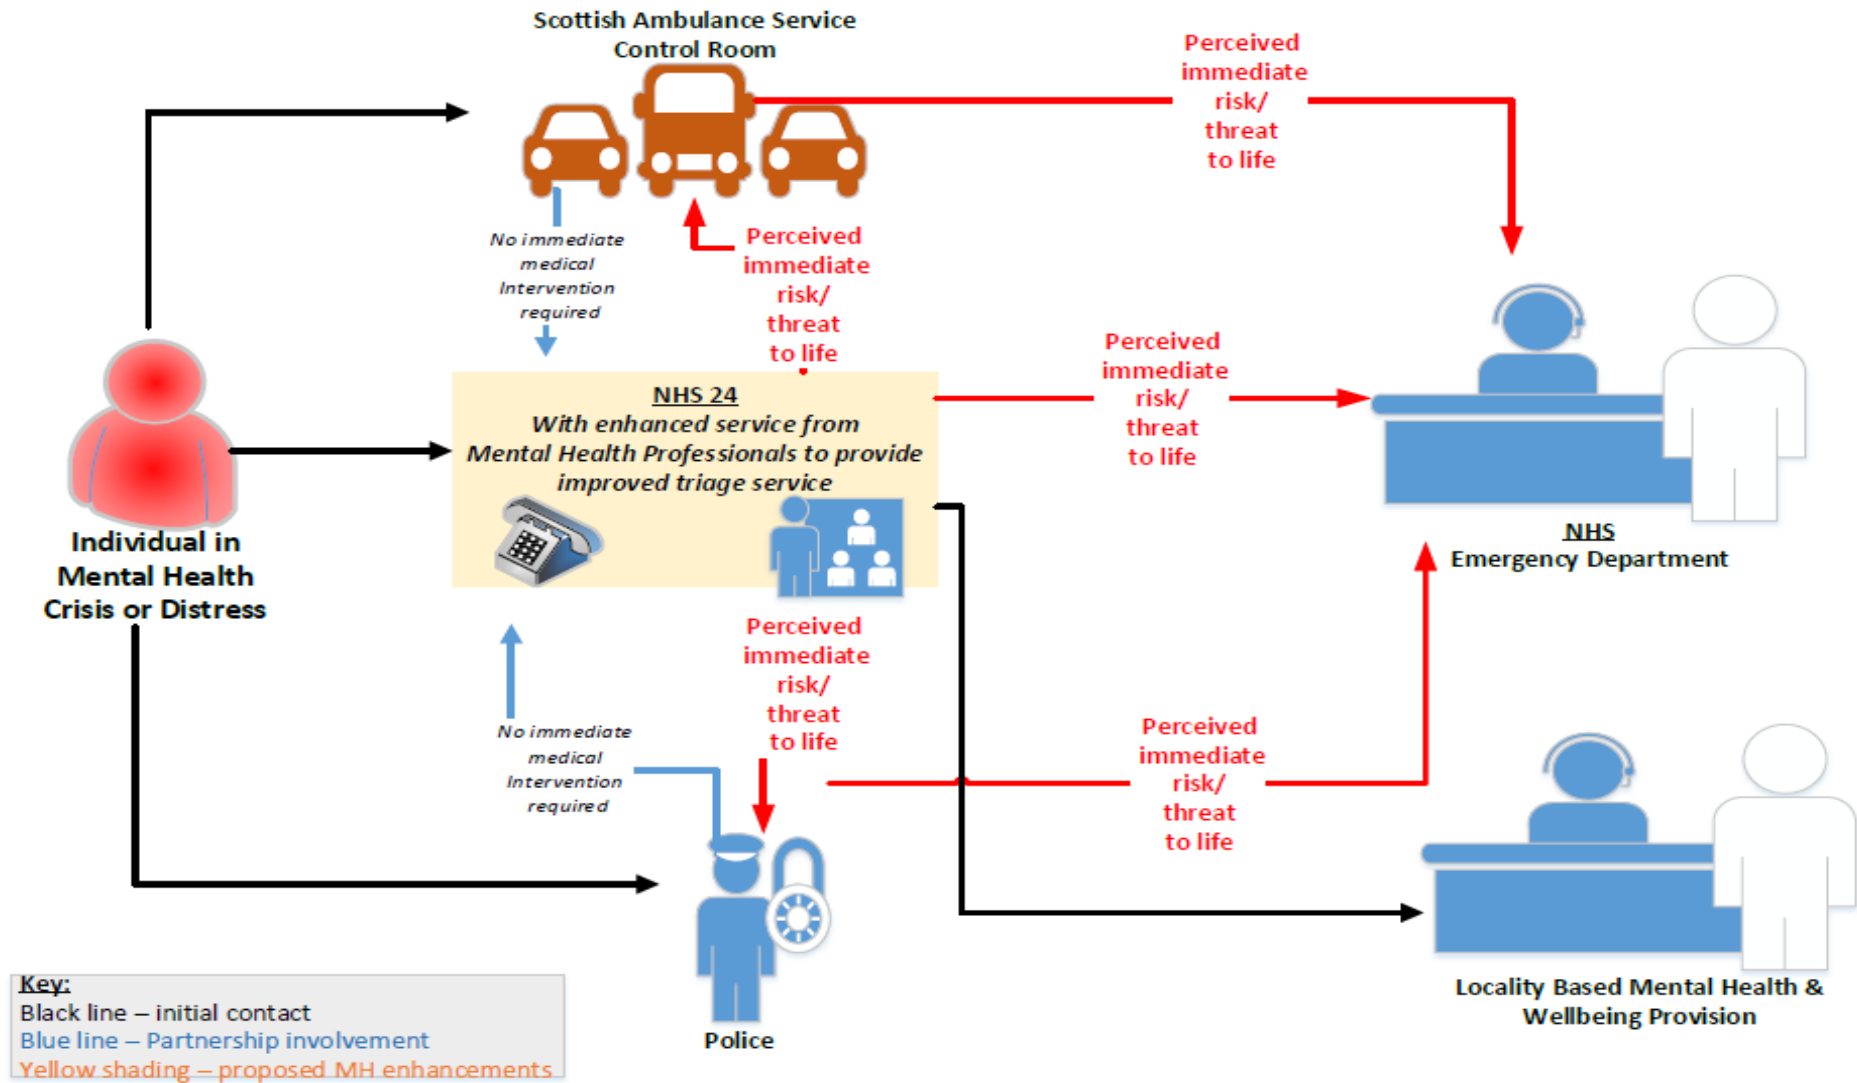 Scottish Ambulance Service
Control Room
Perceived
immediate
risk/
threat
to life
No immediate
medical
Intervention
required
Perceived
immediate
risk/
threat
to life
Individual in
Mental Health
Crisis or Distress
NHS 24
With enhanced service from
Mental Health Professionals to provide
improved triage service
Perceived
immediate
risk/
threat
to life
NHS
Emergency Department
Perceived
immediate
risk/
threat
to life
No immediate
medical
Intervention
required
Perceived
immediate
risk/
threat
to life
Police
Locality Based Mental Health &
Wellbeing Provision
Key:
Black line – initial contact
Blue line – Partnership involvement
Yellow shading – proposed MH enhancements